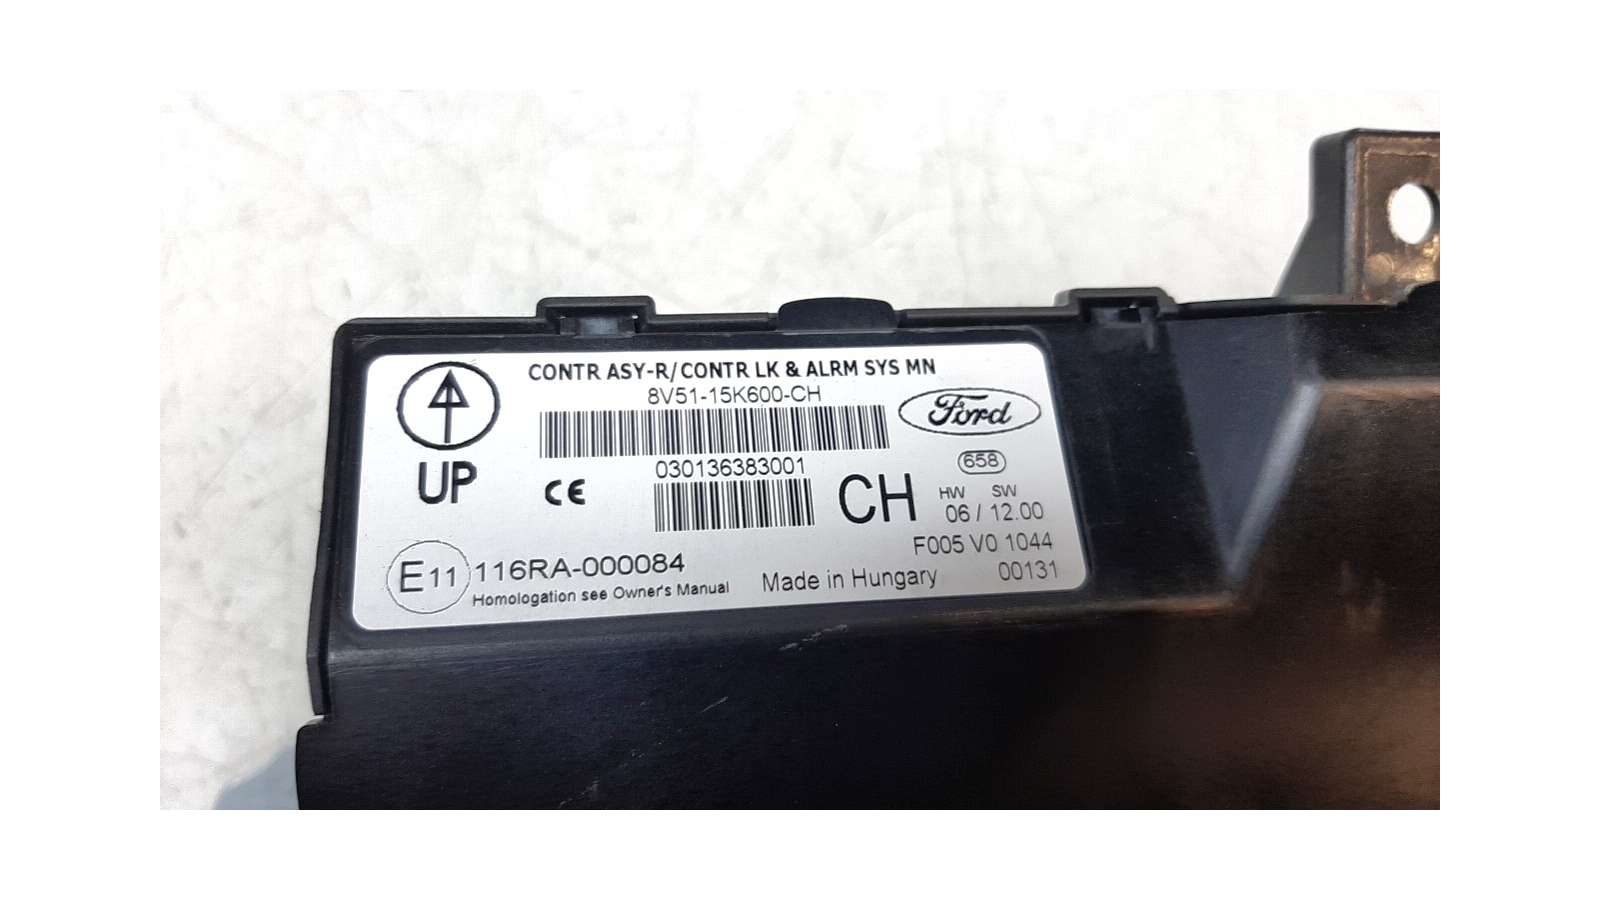 CONTR ASY-R/CONTR LK & ALRM SYS MN
8V51-15K600-CH
Ford
UP
030136383001
658
CE
CH
HW SW
06 / 12.00
E11 116RA-000084
F005 V0 1044
Homologation see Owner's Manual
Made in Hungary
00131